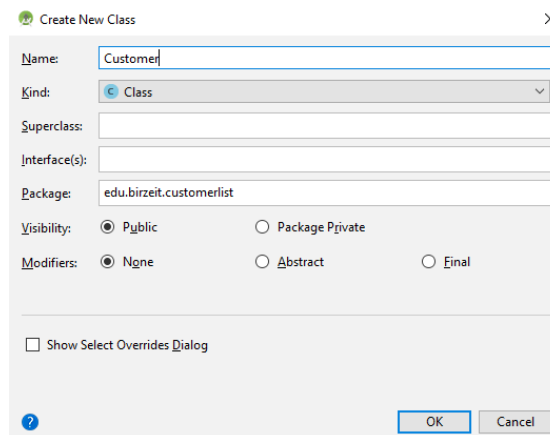 Create New Class
Name: Customer
Kind: C Class
Superclass:
Interface(s):
Package: edu.birzeit.customerlist
Visibility: Public Package Private
Modifiers: None Abstract Final
Show Select Overrides Dialog
? OK Cancel